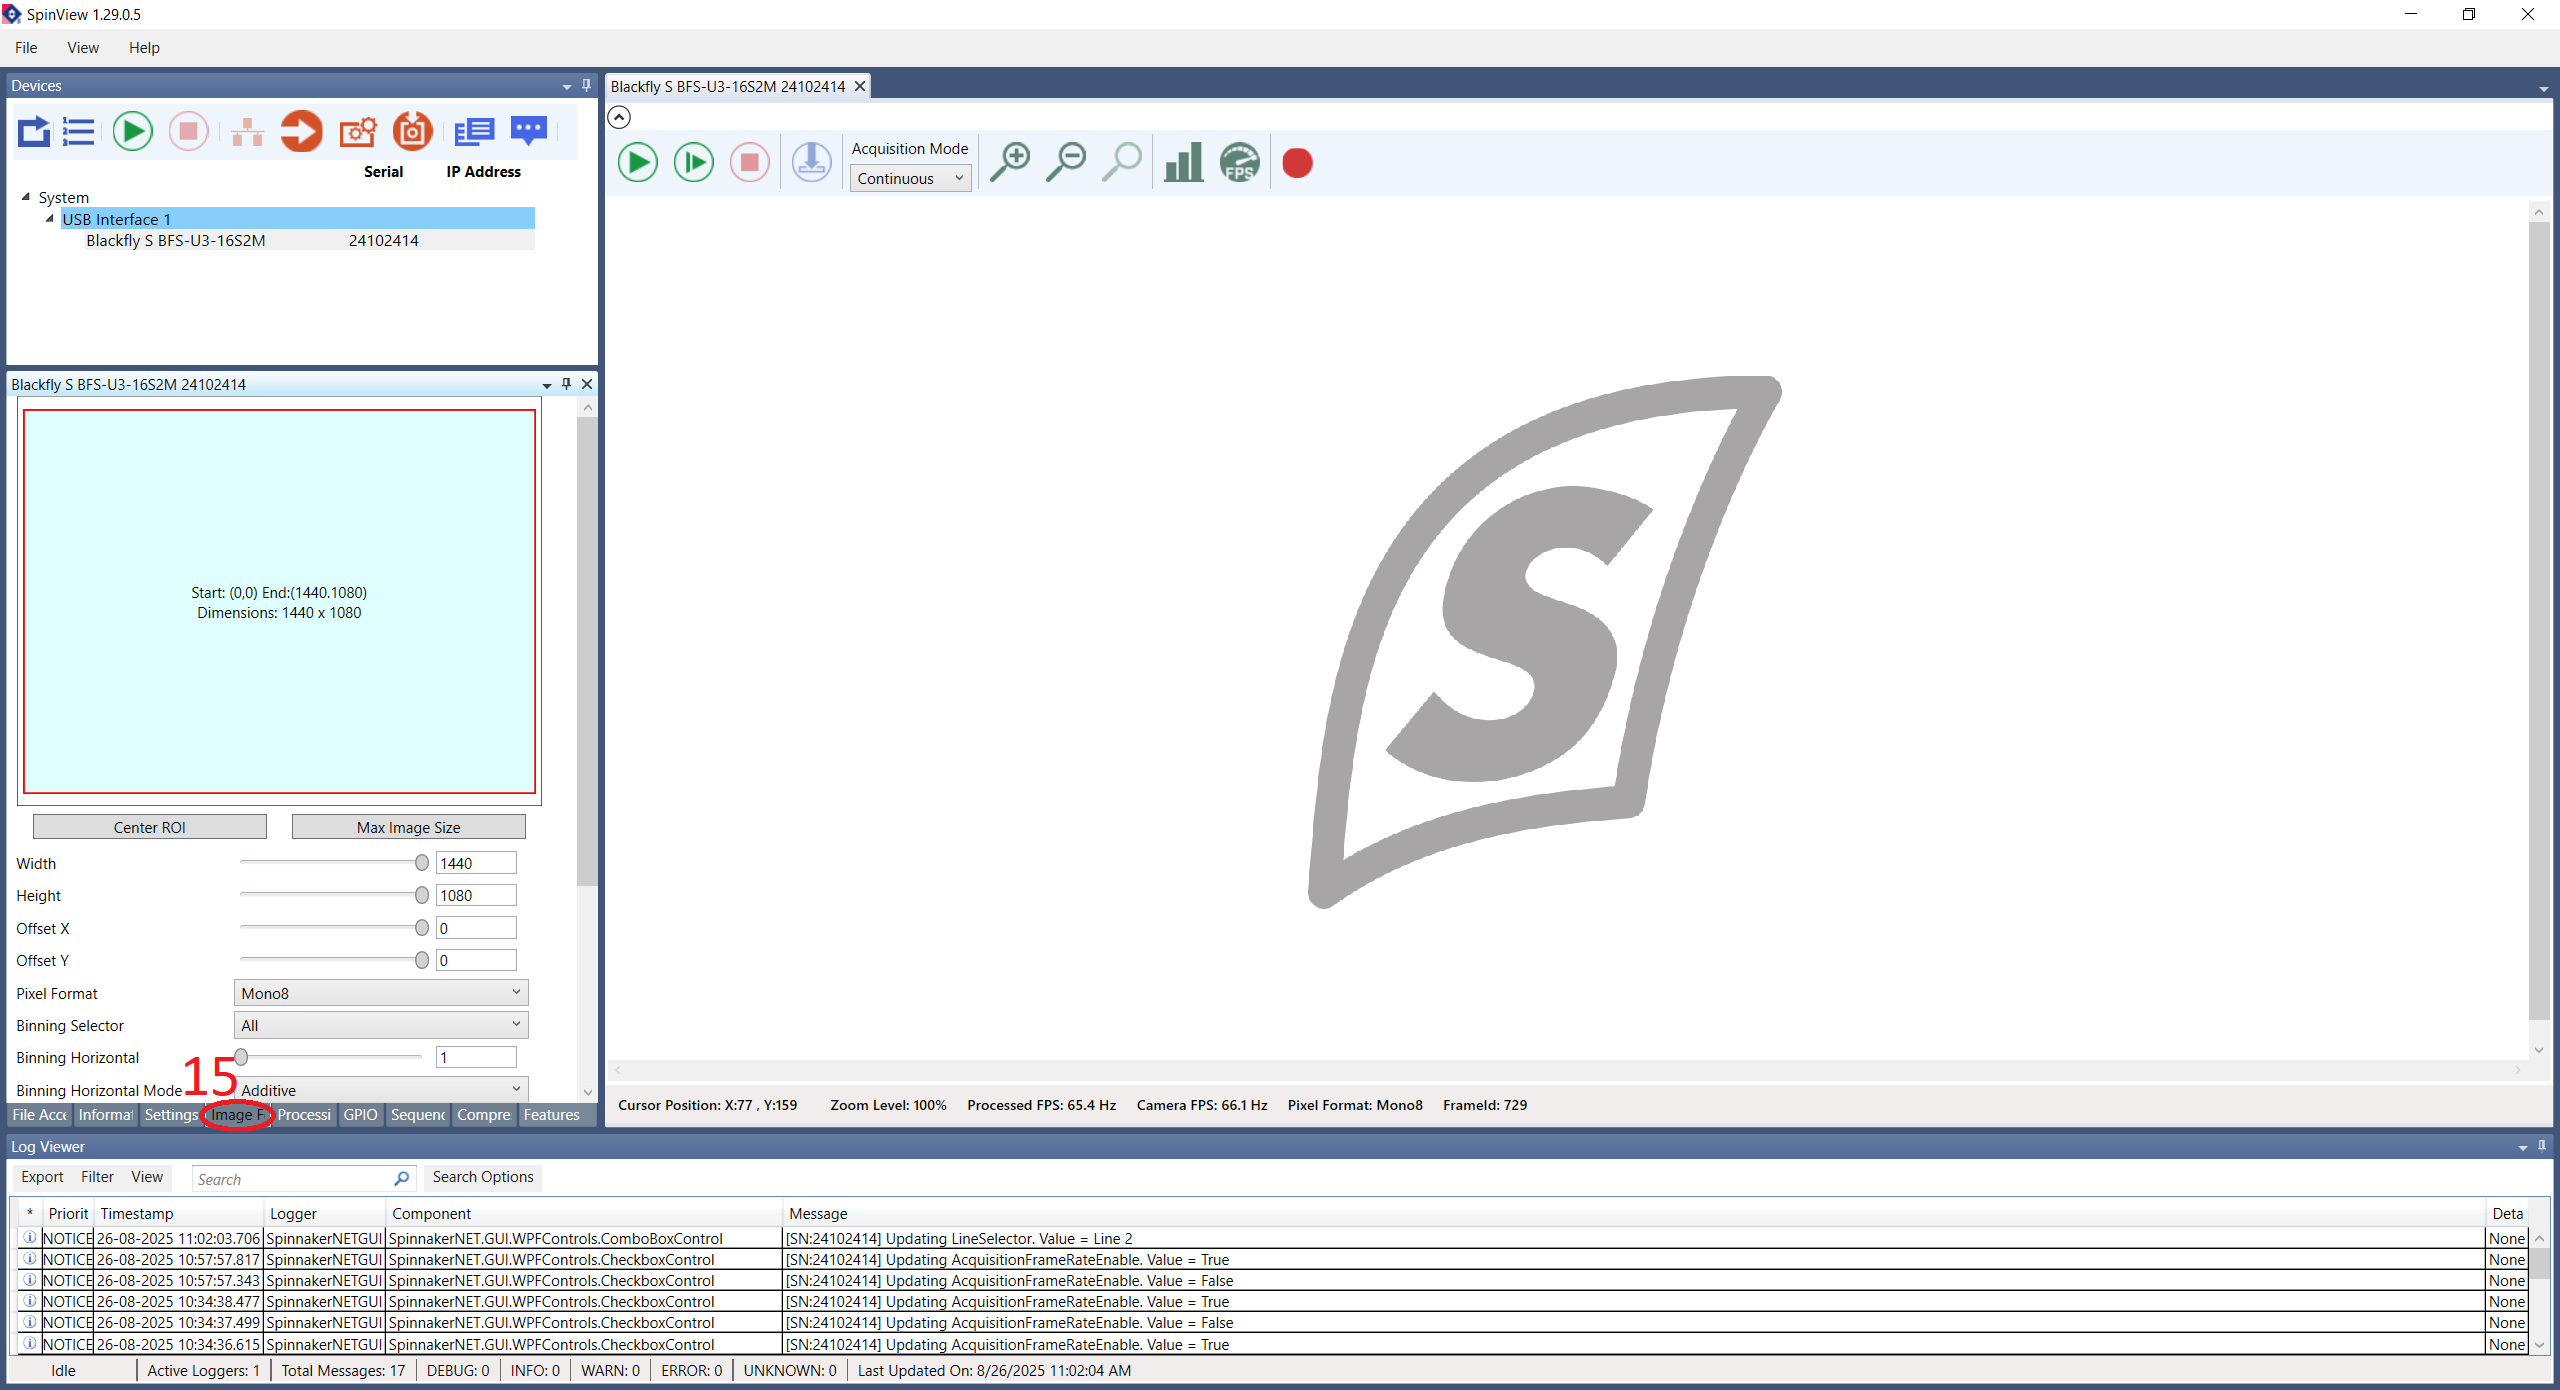 SpinView 1.29.0.5
File View Help
Devices
Serial IP Address
System
USB Interface 1
Blackfly S BFS-U3-16S2M 24102414
Blackfly S BFS-U3-16S2M 24102414
Start: (0,0) End:(1440.1080)
Dimensions: 1440 x 1080
Center ROI Max Image Size
Width 1440
Height 1080
Offset X 0
Offset Y 0
Pixel Format Mono8
Binning Selector All
Binning Horizontal 1
Binning Horizontal Mode Additive
15
File Acce Informat Settings Image F Processi GPIO Sequenc Compre Features
Blackfly S BFS-U3-16S2M 24102414
Acquisition Mode
Continuous
FPS
S
Cursor Position: X:77 , Y:159 Zoom Level: 100% Processed FPS: 65.4 Hz Camera FPS: 66.1 Hz Pixel Format: Mono8 FrameId: 729
Log Viewer
Export Filter View Search Search Options
* Priorit Timestamp Logger Component Message Deta
NOTICE 26-08-2025 11:02:03.706 SpinnakerNETGUI SpinnakerNET.GUI.WPFControls.ComboBoxControl [SN:24102414] Updating LineSelector. Value = Line 2 None
NOTICE 26-08-2025 10:57:57.817 SpinnakerNETGUI SpinnakerNET.GUI.WPFControls.CheckboxControl [SN:24102414] Updating AcquisitionFrameRateEnable. Value = True None
NOTICE 26-08-2025 10:57:57.343 SpinnakerNETGUI SpinnakerNET.GUI.WPFControls.CheckboxControl [SN:24102414] Updating AcquisitionFrameRateEnable. Value = False None
NOTICE 26-08-2025 10:34:38.477 SpinnakerNETGUI SpinnakerNET.GUI.WPFControls.CheckboxControl [SN:24102414] Updating AcquisitionFrameRateEnable. Value = True None
NOTICE 26-08-2025 10:34:37.499 SpinnakerNETGUI SpinnakerNET.GUI.WPFControls.CheckboxControl [SN:24102414] Updating AcquisitionFrameRateEnable. Value = False None
NOTICE 26-08-2025 10:34:36.615 SpinnakerNETGUI SpinnakerNET.GUI.WPFControls.CheckboxControl [SN:24102414] Updating AcquisitionFrameRateEnable. Value = True None
Idle Active Loggers: 1 Total Messages: 17 DEBUG: 0 INFO: 0 WARN: 0 ERROR: 0 UNKNOWN: 0 Last Updated On: 8/26/2025 11:02:04 AM